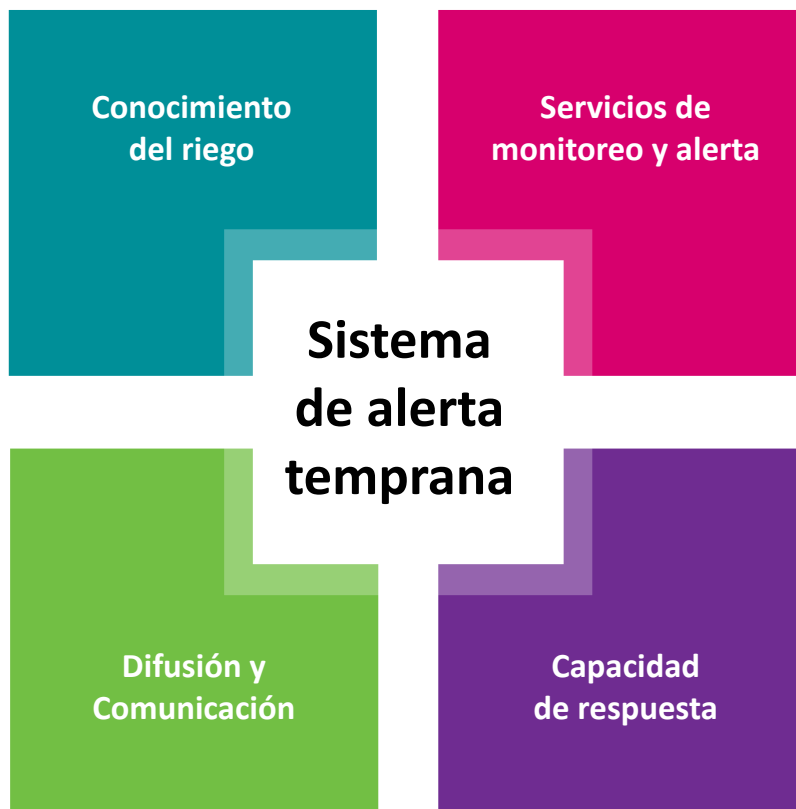 Conocimiento
del riego
Servicios de
monitoreo y alerta
Sistema
de alerta
temprana
Difusión y
Comunicación
Capacidad
de respuesta